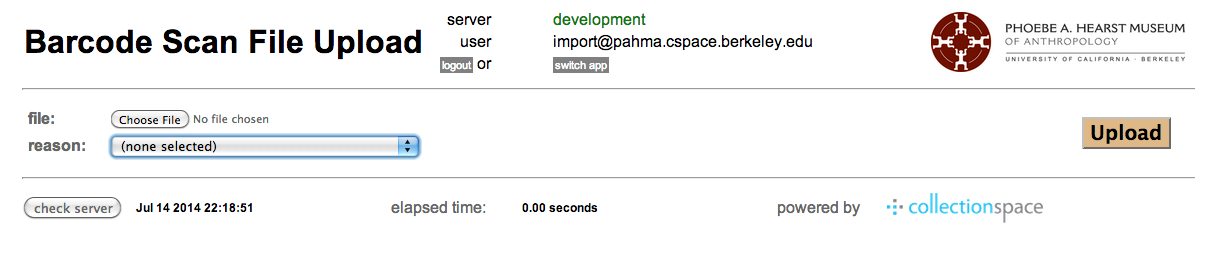 Barcode Scan File Upload
server development
user import@pahma.cspace.berkeley.edu
logout or switch app
PHOEBE A. HEARST MUSEUM
OF ANTHROPOLOGY
UNIVERSITY OF CALIFORNIA · BERKELEY
file: Choose File No file chosen
reason: (none selected)
Upload
check server Jul 14 2014 22:18:51 elapsed time: 0.00 seconds powered by collectionspace